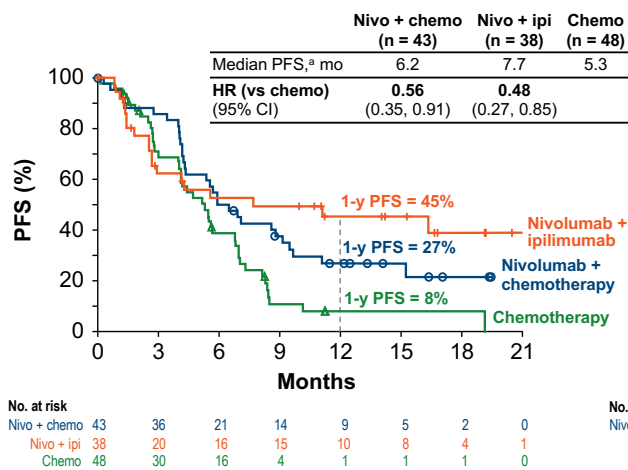 Nivo + chemo Nivo + ipi Chemo
(n = 43) (n = 38) (n = 48)
Median PFS,ᵃ mo 6.2 7.7 5.3
HR (vs chemo) 0.56 0.48
(95% CI) (0.35, 0.91) (0.27, 0.85)
PFS (%)
100
80
60
40
20
0
1-y PFS = 45%
Nivolumab +
ipilimumab
1-y PFS = 27%
Nivolumab +
chemotherapy
1-y PFS = 8%
Chemotherapy
0 3 6 9 12 15 18 21
Months
No. at risk
Nivo + chemo 43 36 21 14 9 5 2 0
Nivo + ipi 38 20 16 15 10 8 4 1
Chemo 48 30 16 4 1 1 1 0
No.